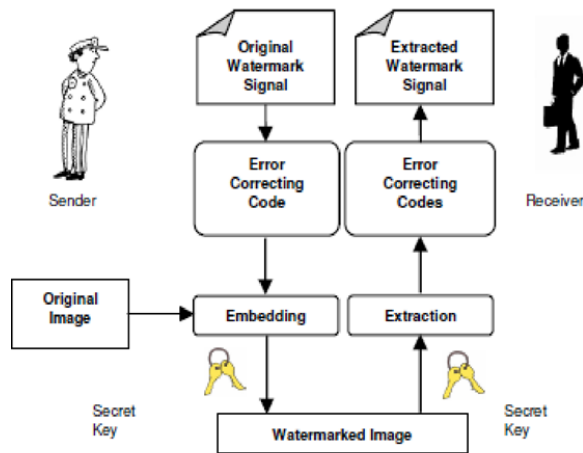 Original
Watermark
Signal
Extracted
Watermark
Signal
Error
Correcting
Code
Error
Correcting
Codes
Sender
Receiver
Original
Image
Embedding
Extraction
Secret
Key
Secret
Key
Watermarked Image